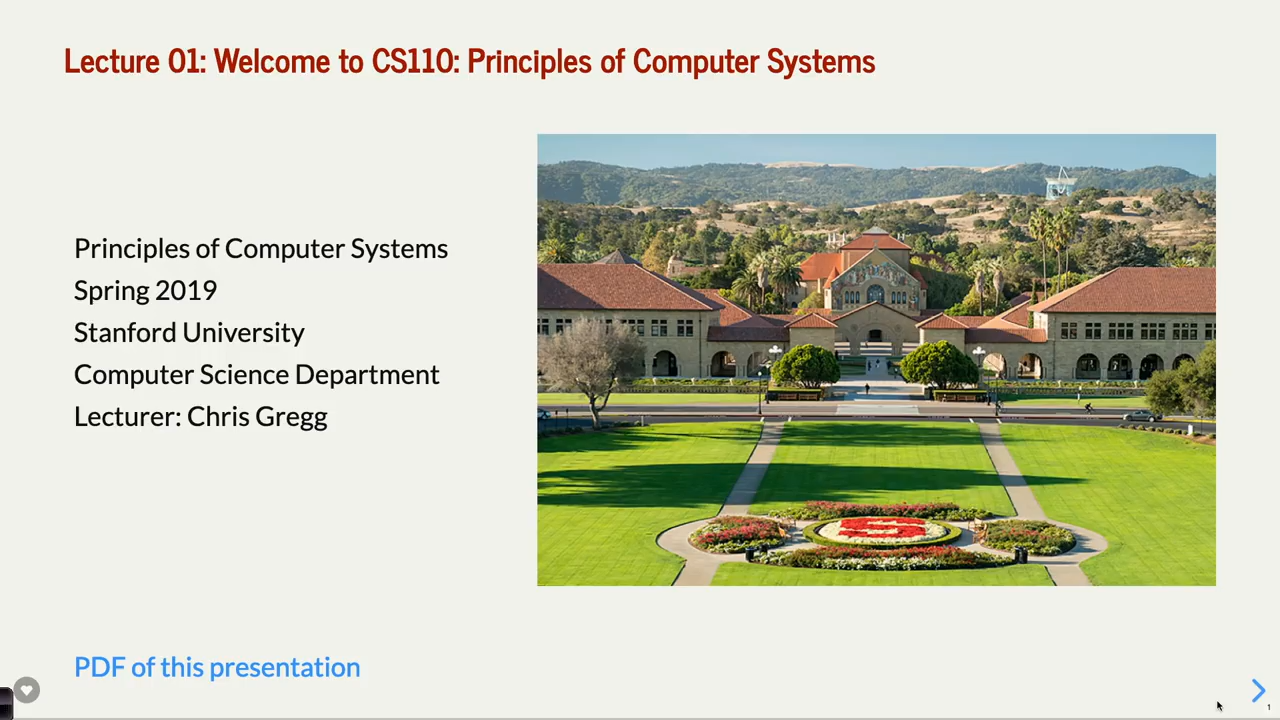 Lecture 01: Welcome to CS110: Principles of Computer Systems
Principles of Computer Systems
Spring 2019
Stanford University
Computer Science Department
Lecturer: Chris Gregg
S
PDF of this presentation
1